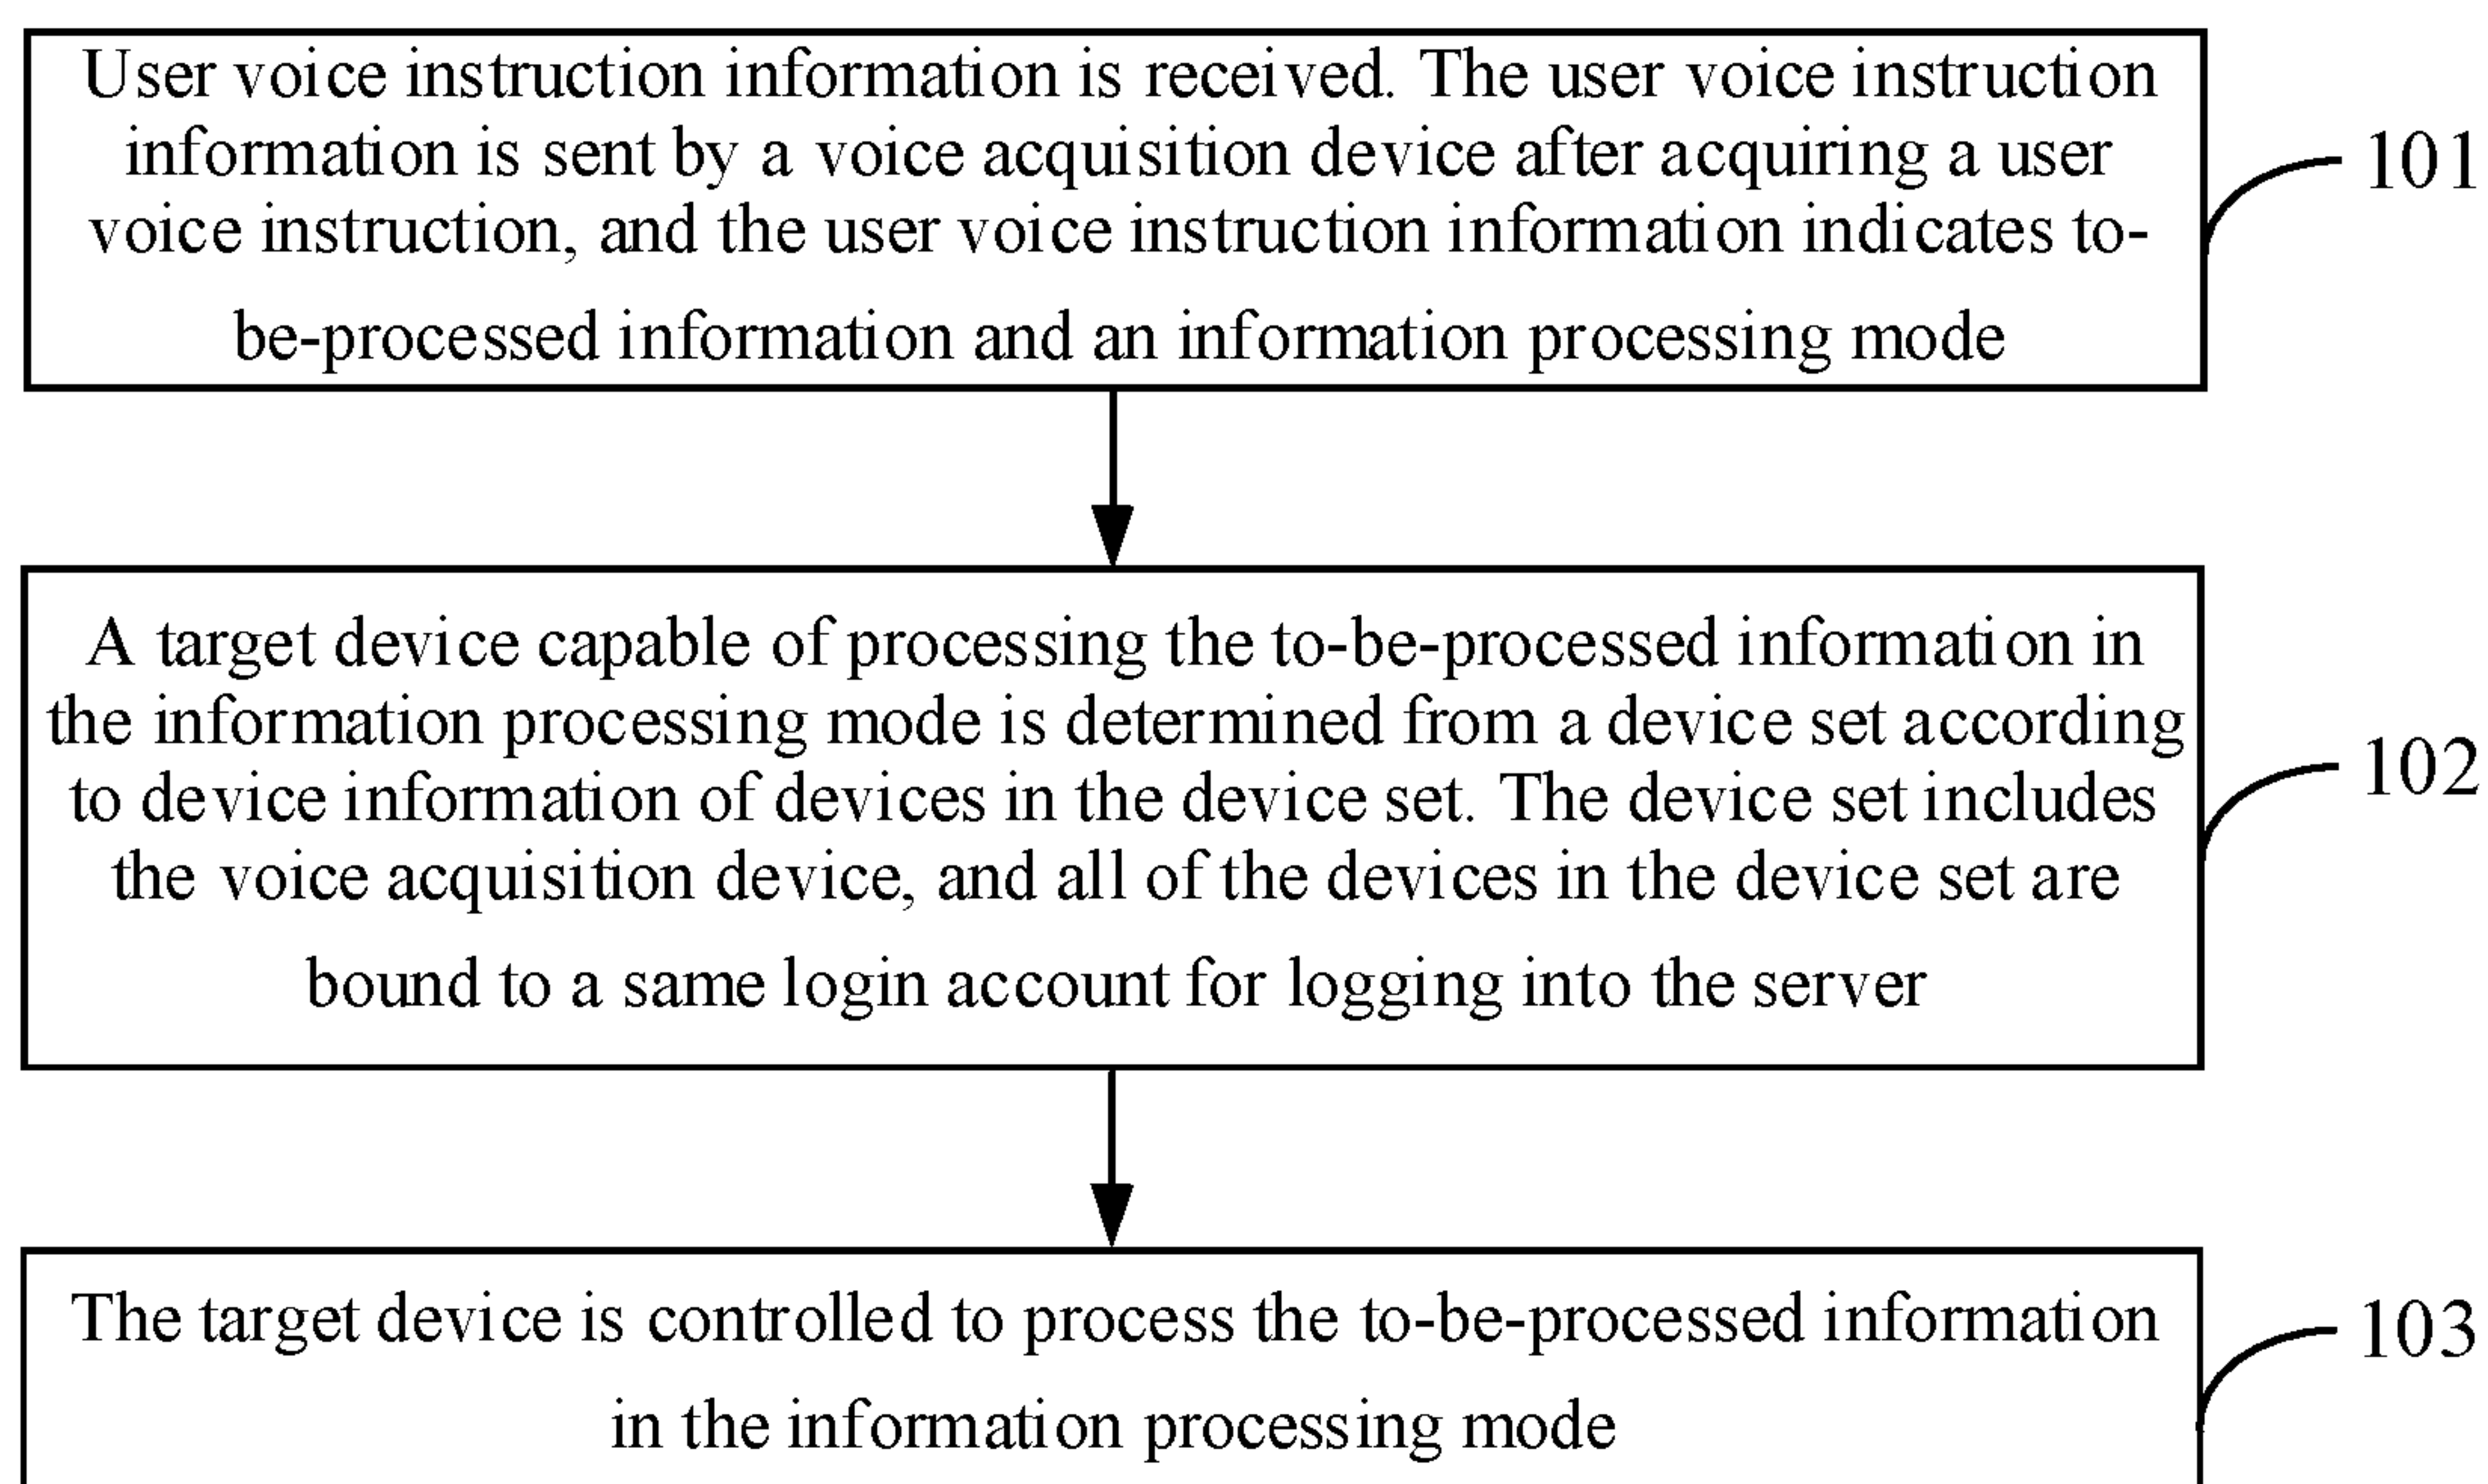 User voice instruction information is received. The user voice instruction
information is sent by a voice acquisition device after acquiring a user
voice instruction, and the user voice instruction information indicates to-
be-processed information and an information processing mode
101
A target device capable of processing the to-be-processed information in
the information processing mode is determined from a device set according
to device information of devices in the device set. The device set includes
the voice acquisition device, and all of the devices in the device set are
bound to a same login account for logging into the server
102
The target device is controlled to process the to-be-processed information
in the information processing mode
103